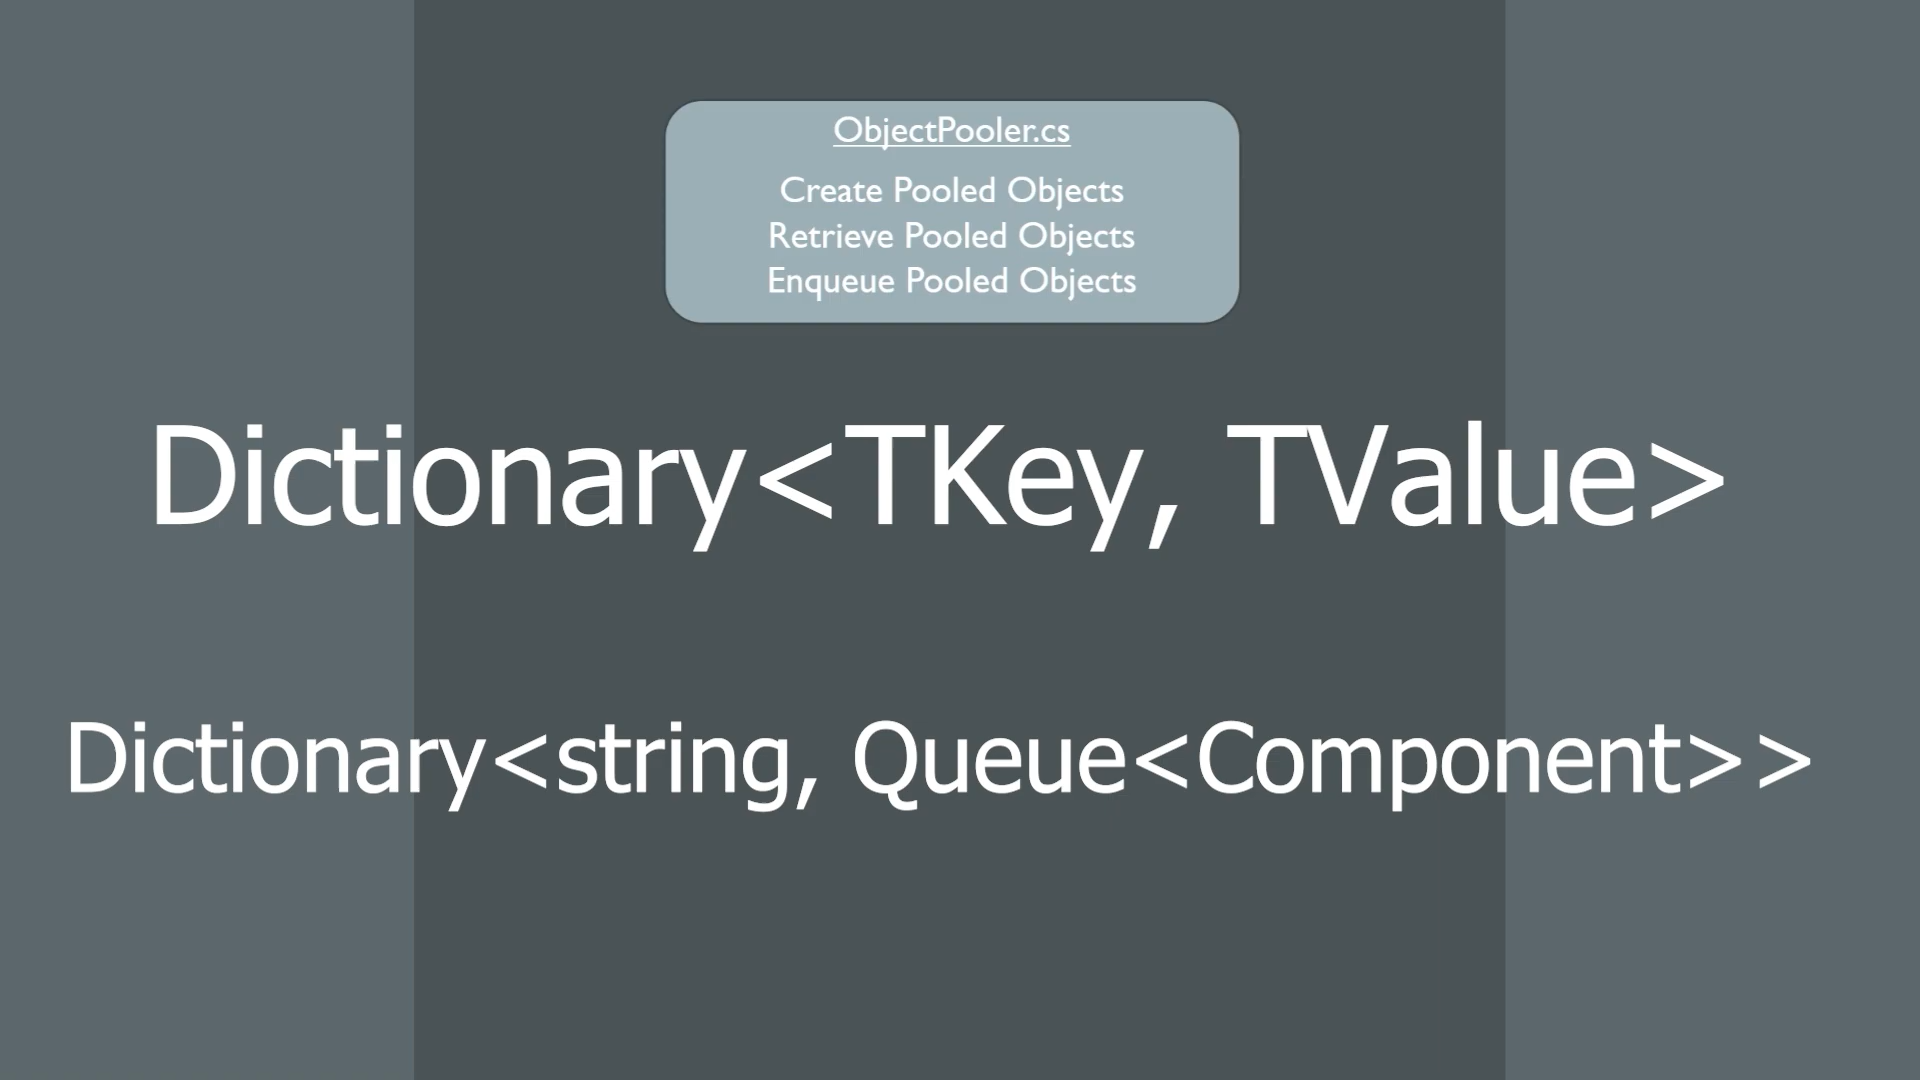 ObjectPooler.cs
Create Pooled Objects
Retrieve Pooled Objects
Enqueue Pooled Objects
Dictionary<TKey, TValue>
Dictionary<string, Queue<Component>>